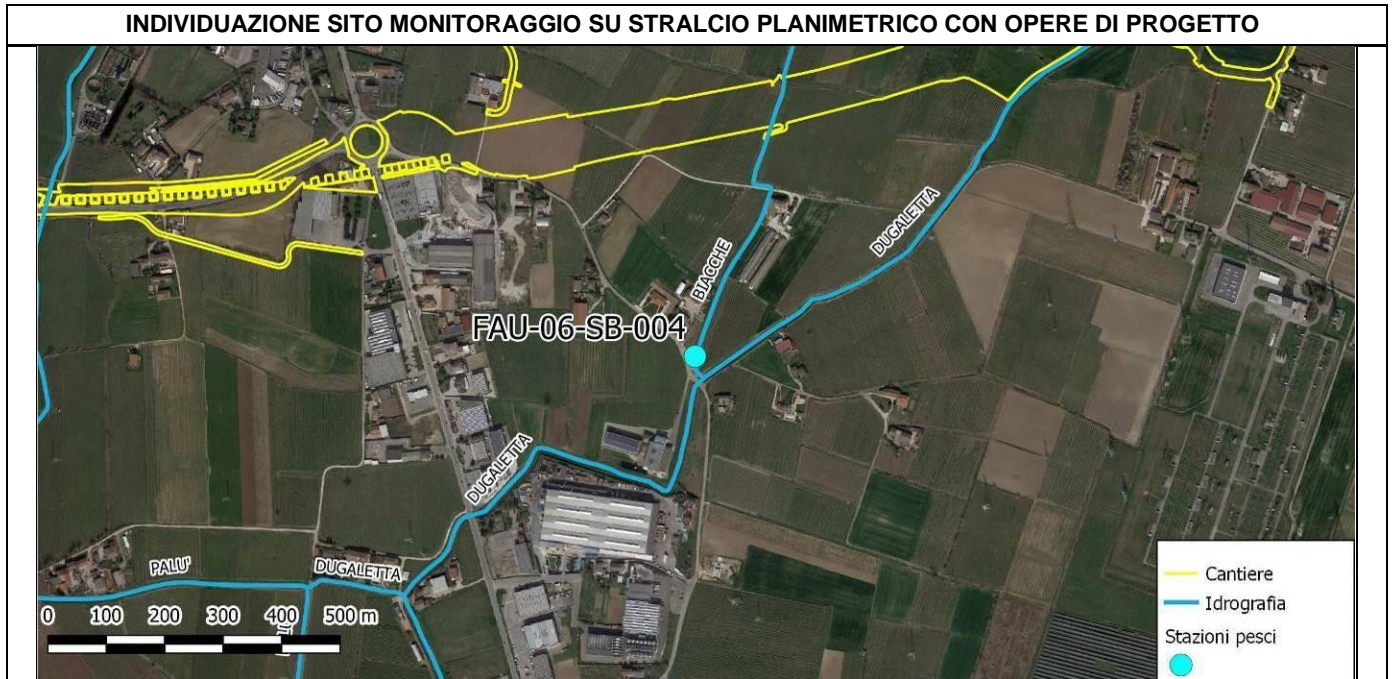 INDIVIDUAZIONE SITO MONITORAGGIO SU STRALCIO PLANIMETRICO CON OPERE DI PROGETTO
BIACCHE
DUGALETTA
FAU-06-SB-004
DUGALETTA
PALU'
DUGALETTA
0 100 200 300 400 500 m
Cantiere
Idrografia
Stazioni pesci